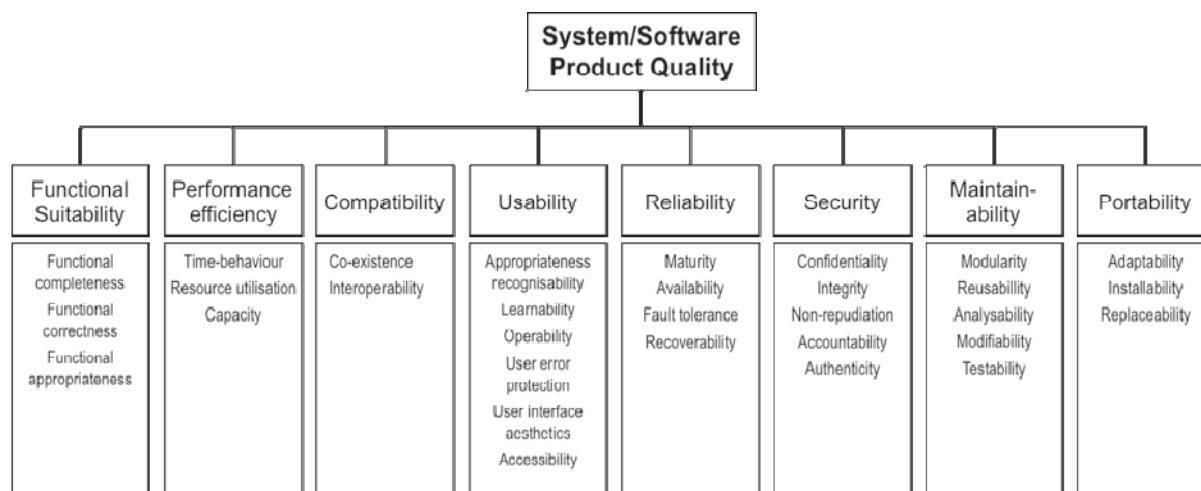 System/Software
Product Quality
Functional
Suitability
Performance
efficiency
Compatibility
Usability
Reliability
Security
Maintain-
ability
Portability
Functional
completeness
Functional
correctness
Functional
appropriateness
Time-behaviour
Resource utilisation
Capacity
Co-existence
Interoperability
Appropriateness
recognisability
Learnability
Operability
User error
protection
User interface
aesthetics
Accessibility
Maturity
Availability
Fault tolerance
Recoverability
Confidentiality
Integrity
Non-repudiation
Accountability
Authenticity
Modularity
Reusabillity
Analysability
Modifiability
Testability
Adaptability
Installability
Replaceability